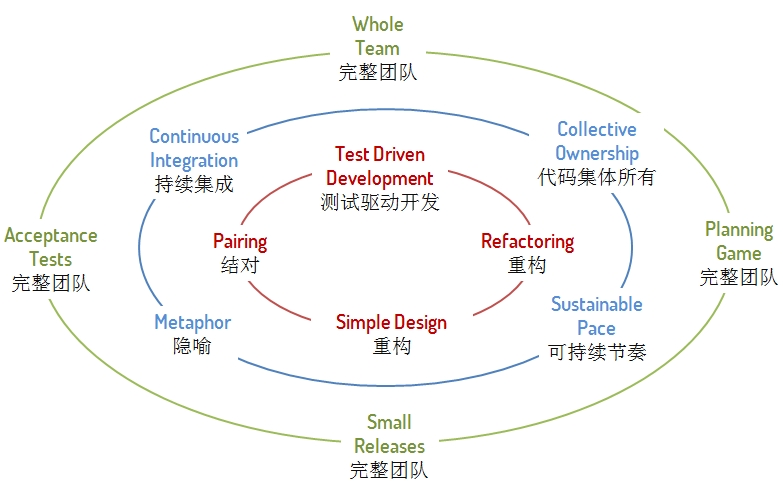 Whole
Team
完整团队
Continuous
Integration
持续集成
Collective
Ownership
代码集体所有
Test Driven
Development
测试驱动开发
Acceptance
Tests
完整团队
Pairing
结对
Refactoring
重构
Planning
Game
完整团队
Metaphor
隐喻
Simple Design
重构
Sustainable
Pace
可持续节奏
Small
Releases
完整团队